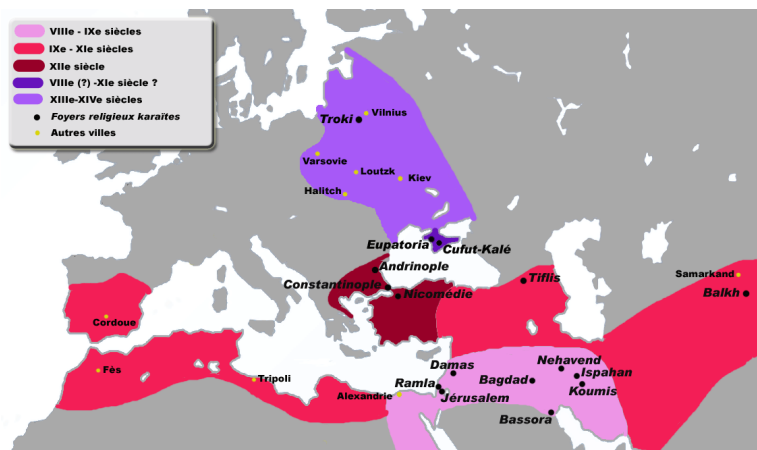 VIIIe - IXe siècles
IXe - XIe siècles
XIIe siècle
VIIIe (?) -XIe siècle ?
XIIIe-XIVe siècles
Foyers religieux karaïtes
Autres villes
Vilnius
Troki
Varsovie
Loutzk
Kiev
Halitch
Eupatoria
Cufut-Kalé
Andrinople
Constantinople
Nicomédie
Tiflis
Samarkand
Balkh
Cordoue
Fès
Tripoli
Alexandrie
Damas
Ramla
Jérusalem
Bagdad
Nehavend
Ispahan
Koumis
Bassora